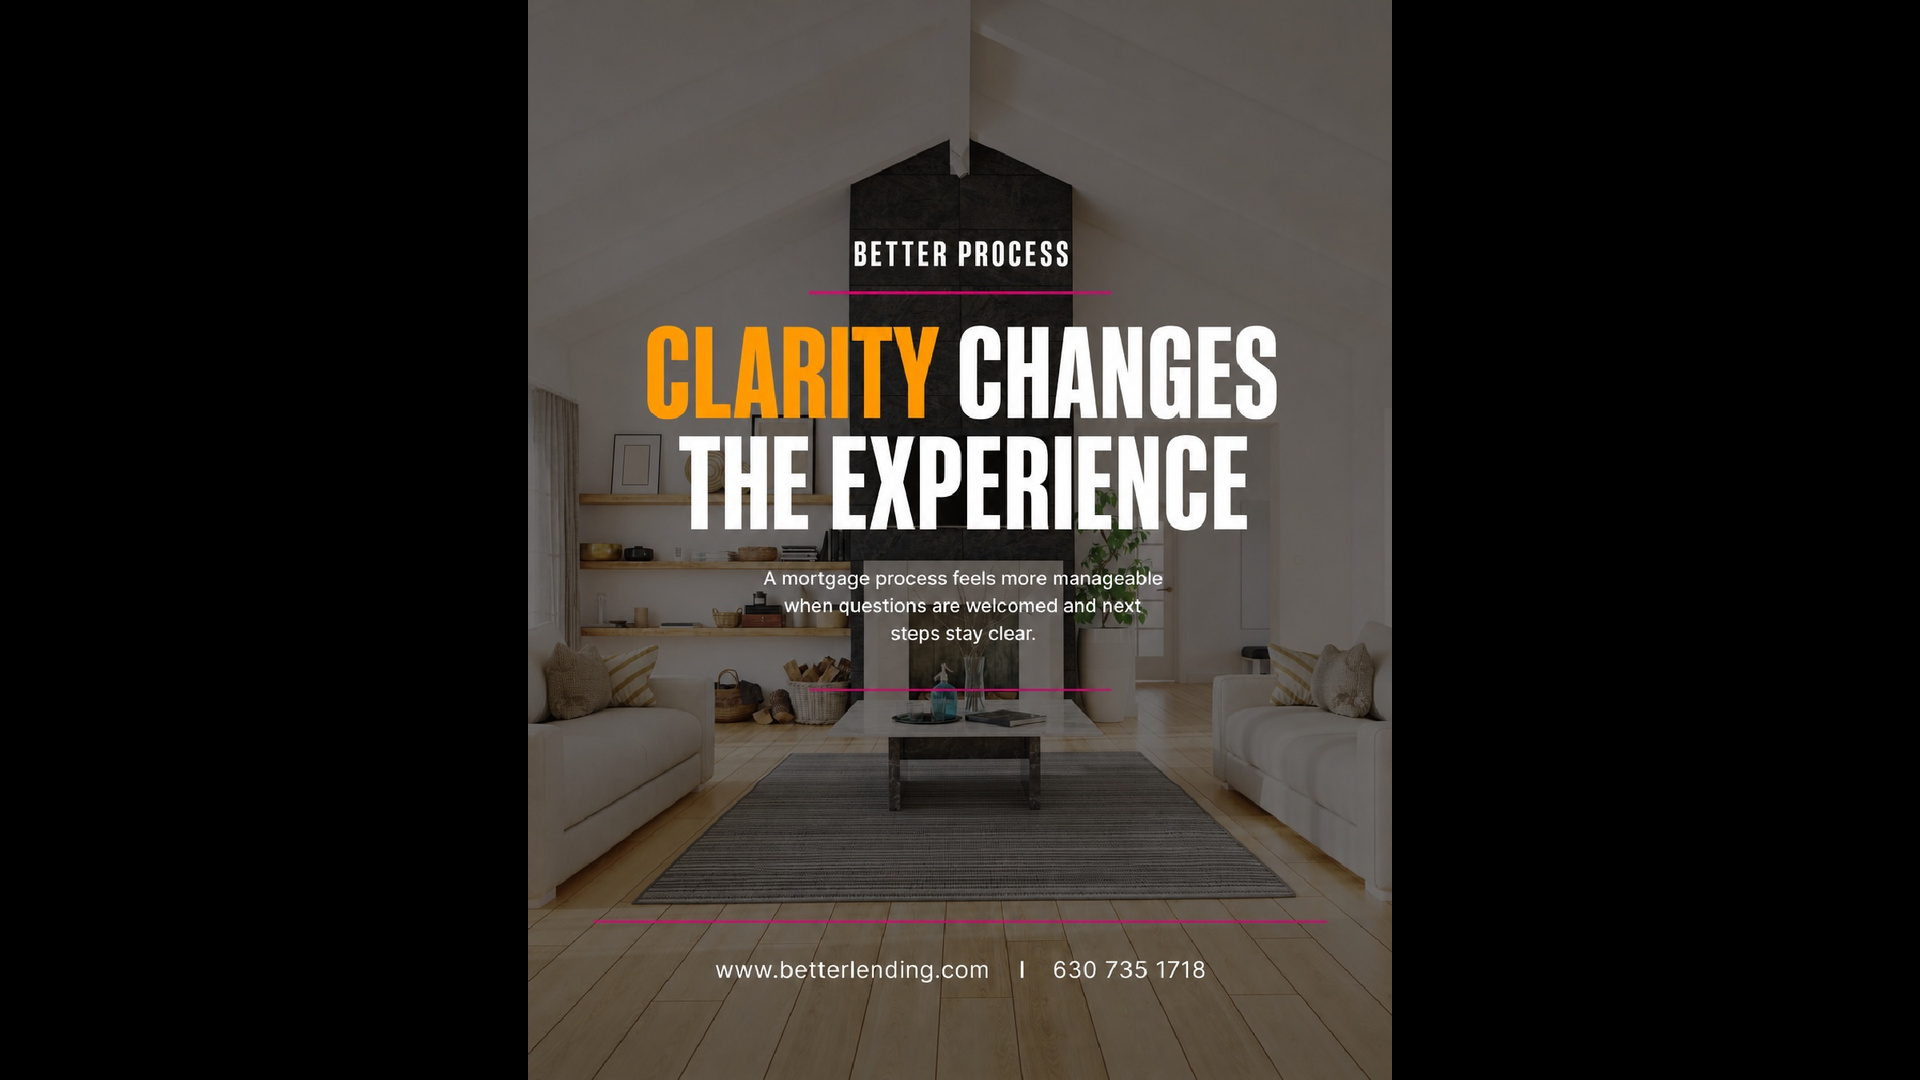 BETTER PROCESS
CLARITY CHANGES
THE EXPERIENCE
A mortgage process feels more manageable
when questions are welcomed and next
steps stay clear.
www.betterlending.com | 630 735 1718